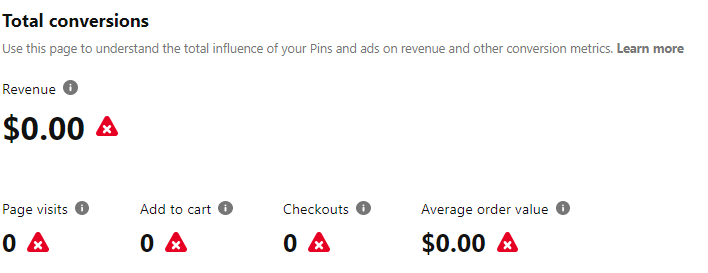 Total conversions
Use this page to understand the total influence of your Pins and ads on revenue and other conversion metrics. Learn more
Revenue
$0.00
Page visits Add to cart Checkouts Average order value
0 0 0 $0.00